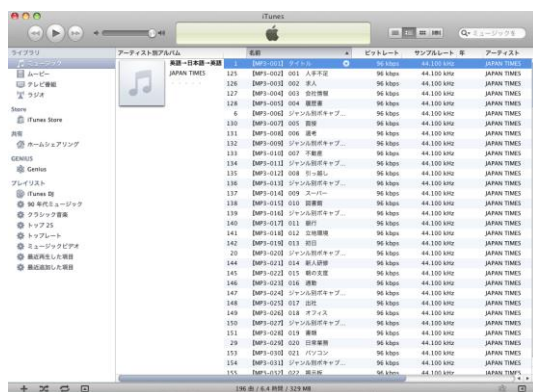 iTunes
ライブラリ
ミュージック
ムービー
テレビ番組
ラジオ
Store
iTunes Store
共有
ホームシェアリング
GENIUS
Genius
プレイリスト
iTunes DJ
90 年代ミュージック
クラシック音楽
トップ 25
トップレート
ミュージックビデオ
最近再生した項目
最近追加した項目
アーティスト別アルバム 名前 ビットレート サンプルレート 年 アーティスト
英語→日本語→英語
JAPAN TIMES
1 【MP3-001】 タイトル 96 kbps 44.100 kHz JAPAN TIMES
125 【MP3-002】 001 人手不足 96 kbps 44.100 kHz JAPAN TIMES
126 【MP3-003】 002 求人 96 kbps 44.100 kHz JAPAN TIMES
127 【MP3-004】 003 会社情報 96 kbps 44.100 kHz JAPAN TIMES
128 【MP3-005】 004 履歴書 96 kbps 44.100 kHz JAPAN TIMES
6 【MP3-006】 ジャンル別ボキャブ... 96 kbps 44.100 kHz JAPAN TIMES
130 【MP3-007】 005 面接 96 kbps 44.100 kHz JAPAN TIMES
131 【MP3-008】 006 選考 96 kbps 44.100 kHz JAPAN TIMES
132 【MP3-009】 ジャンル別ボキャブ... 96 kbps 44.100 kHz JAPAN TIMES
133 【MP3-010】 007 不動産 96 kbps 44.100 kHz JAPAN TIMES
134 【MP3-011】 ジャンル別ボキャブ... 96 kbps 44.100 kHz JAPAN TIMES
135 【MP3-012】 008 引っ越し 96 kbps 44.100 kHz JAPAN TIMES
136 【MP3-013】 ジャンル別ボキャブ... 96 kbps 44.100 kHz JAPAN TIMES
137 【MP3-014】 009 スーパー 96 kbps 44.100 kHz JAPAN TIMES
138 【MP3-015】 010 図書館 96 kbps 44.100 kHz JAPAN TIMES
139 【MP3-016】 ジャンル別ボキャブ... 96 kbps 44.100 kHz JAPAN TIMES
140 【MP3-017】 011 銀行 96 kbps 44.100 kHz JAPAN TIMES
141 【MP3-018】 012 立地環境 96 kbps 44.100 kHz JAPAN TIMES
142 【MP3-019】 013 初日 96 kbps 44.100 kHz JAPAN TIMES
20 【MP3-020】 ジャンル別ボキャブ... 96 kbps 44.100 kHz JAPAN TIMES
144 【MP3-021】 014 新人研修 96 kbps 44.100 kHz JAPAN TIMES
145 【MP3-022】 015 親の支度 96 kbps 44.100 kHz JAPAN TIMES
146 【MP3-023】 016 通勤 96 kbps 44.100 kHz JAPAN TIMES
147 【MP3-024】 ジャンル別ボキャブ... 96 kbps 44.100 kHz JAPAN TIMES
148 【MP3-025】 017 出社 96 kbps 44.100 kHz JAPAN TIMES
149 【MP3-026】 018 オフィス 96 kbps 44.100 kHz JAPAN TIMES
150 【MP3-027】 ジャンル別ボキャブ... 96 kbps 44.100 kHz JAPAN TIMES
151 【MP3-028】 019 書類 96 kbps 44.100 kHz JAPAN TIMES
29 【MP3-029】 020 日常業務 96 kbps 44.100 kHz JAPAN TIMES
153 【MP3-030】 021 パソコン 96 kbps 44.100 kHz JAPAN TIMES
154 【MP3-031】 ジャンル別ボキャブ... 96 kbps 44.100 kHz JAPAN TIMES
155 【MP3-032】 022 掲示板 96 kbps 44.100 kHz JAPAN TIMES
196 曲 / 6.4 時間 / 329 MB